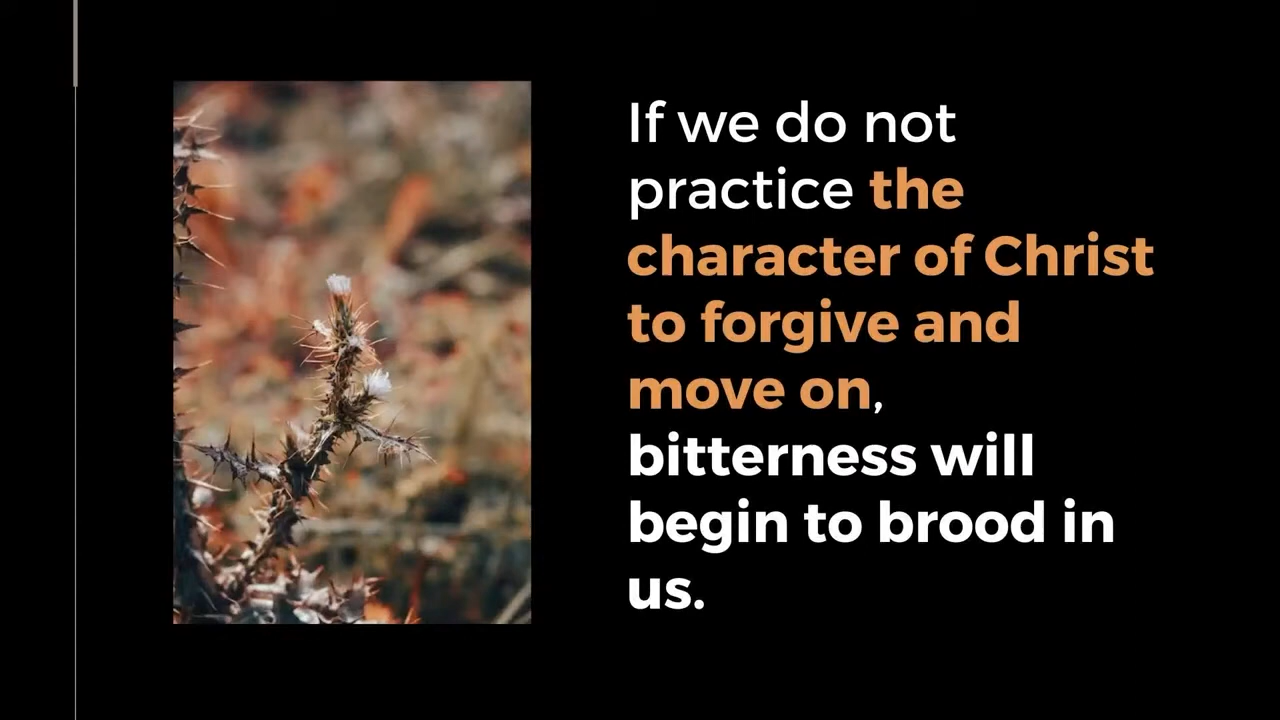 If we do not
practice the
character of Christ
to forgive and
move on,
bitterness will
begin to brood in
us.